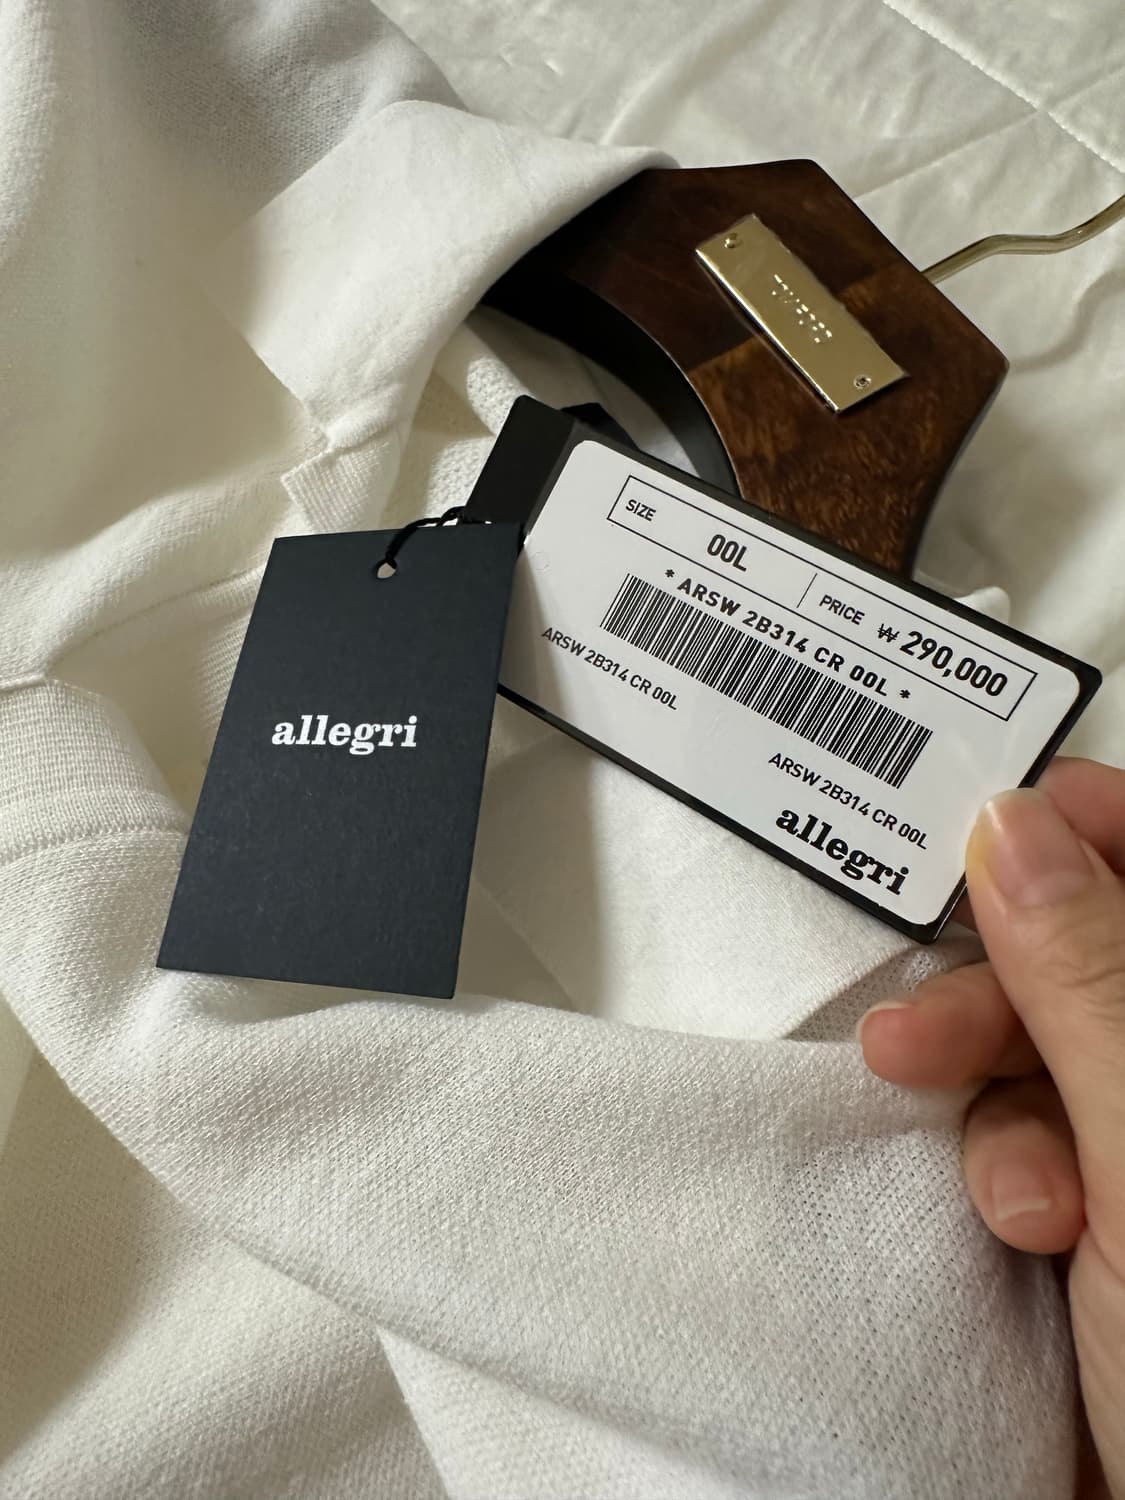 SIZE
00L
PRICE ₩ 290,000
* ARSW 2B314 CR 00L *
ARSW 2B314 CR 00L
ARSW 2B314 CR 00L
allegri
allegri